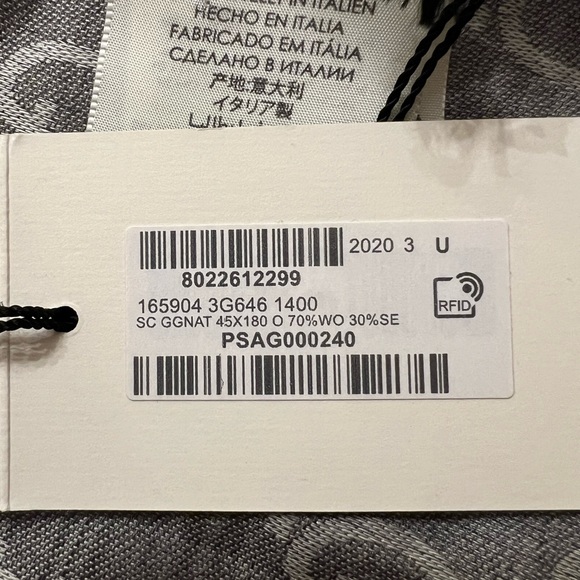 HECHO EN ITALIA
FABRICADO EM ITÁLIA
СДЕЛАНО В ИТАЛИИ
产地:意大利
イタリア製
2020 3 U
8022612299
165904 3G646 1400
SC GGNAT 45X180 O 70%WO 30%SE
PSAG000240
RFID